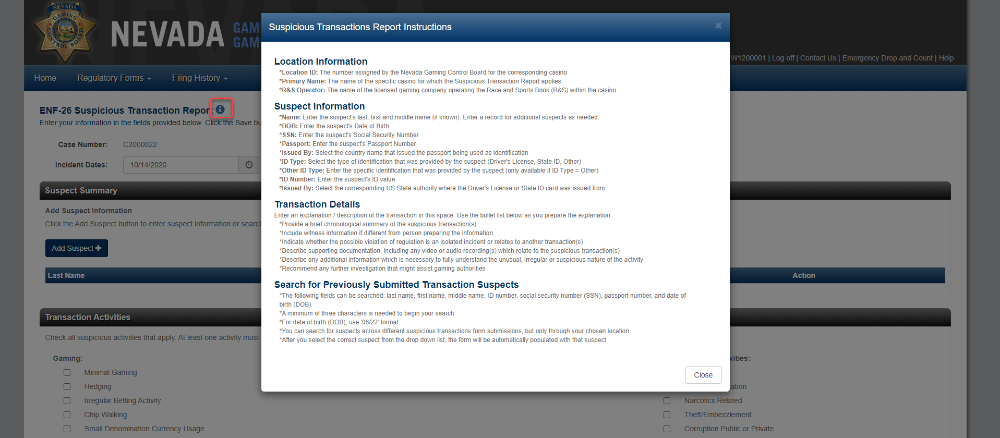 NEVADA
GAMING
CONTROL BOARD
NEVADA
GAM
GAM
W1200001 | Log off | Contact Us | Emergency Drop and Count | Help
Home
Regulatory Forms
Filing History
ENF-26 Suspicious Transaction Report
Enter your information in the fields provided below. Click the Save bu
Case Number:
C2000022
Incident Dates:
10/14/2020
Suspect Summary
Add Suspect Information
Click the Add Suspect button to enter suspect information or searc
Add Suspect
Last Name
Action
Transaction Activities
Check all suspicious activities that apply. At least one activity must
Gaming:
Minimal Gaming
Hedging
Irregular Betting Activity
Chip Walking
Small Denomination Currency Usage
vities:
tation
Narcotics Related
Theft/Embezzlement
Corruption Public or Private
Suspicious Transactions Report Instructions
Location Information
*Location ID: The number assigned by the Nevada Gaming Control Board for the corresponding casino
*Primary Name: The name of the specific casino for which the Suspicious Transaction Report applies
*R&S Operator: The name of the licensed gaming company operating the Race and Sports Book (R&S) within the casino
Suspect Information
*Name: Enter the suspect's last, first and middle name (if known). Enter a record for additional suspects as needed.
*DOB: Enter the suspect's Date of Birth
*SSN: Enter the suspect's Social Security Number
*Passport: Enter the suspect's Passport Number
*Issued By: Select the country name that issued the passport being used as identification
*ID Type: Select the type of identification that was provided by the suspect (Driver's License, State ID, Other)
*Other ID Type: Enter the specific identification that was provided by the suspect (only available if ID Type = Other)
*ID Number: Enter the suspect's ID value
*Issued By: Select the corresponding US State authority where the Driver's License or State ID card was issued from
Transaction Details
Enter an explanation / description of the transaction in this space. Use the bullet list below as you prepare the explanation
*Provide a brief chronological summary of the suspicious transaction(s)
*Include witness information if different from person preparing the information
*Indicate whether the possible violation of regulation is an isolated incident or relates to another transaction(s)
*Describe supporting documentation, including any video or audio recording(s) which relate to the suspicious transaction(s)
*Describe any additional information which is necessary to fully understand the unusual, irregular or suspicious nature of the activity
*Recommend any further investigation that might assist gaming authorities
Search for Previously Submitted Transaction Suspects
*The following fields can be searched: last name, first name, middle name, ID number, social security number (SSN), passport number, and date of
birth (DOB)
*A minimum of three characters is needed to begin your search
*For date of birth (DOB), use '06/22' format.
*You can search for suspects across different suspicious transactions form submissions, but only through your chosen location
*After you select the correct suspect from the drop down list, the form will be automatically populated with that suspect
Close